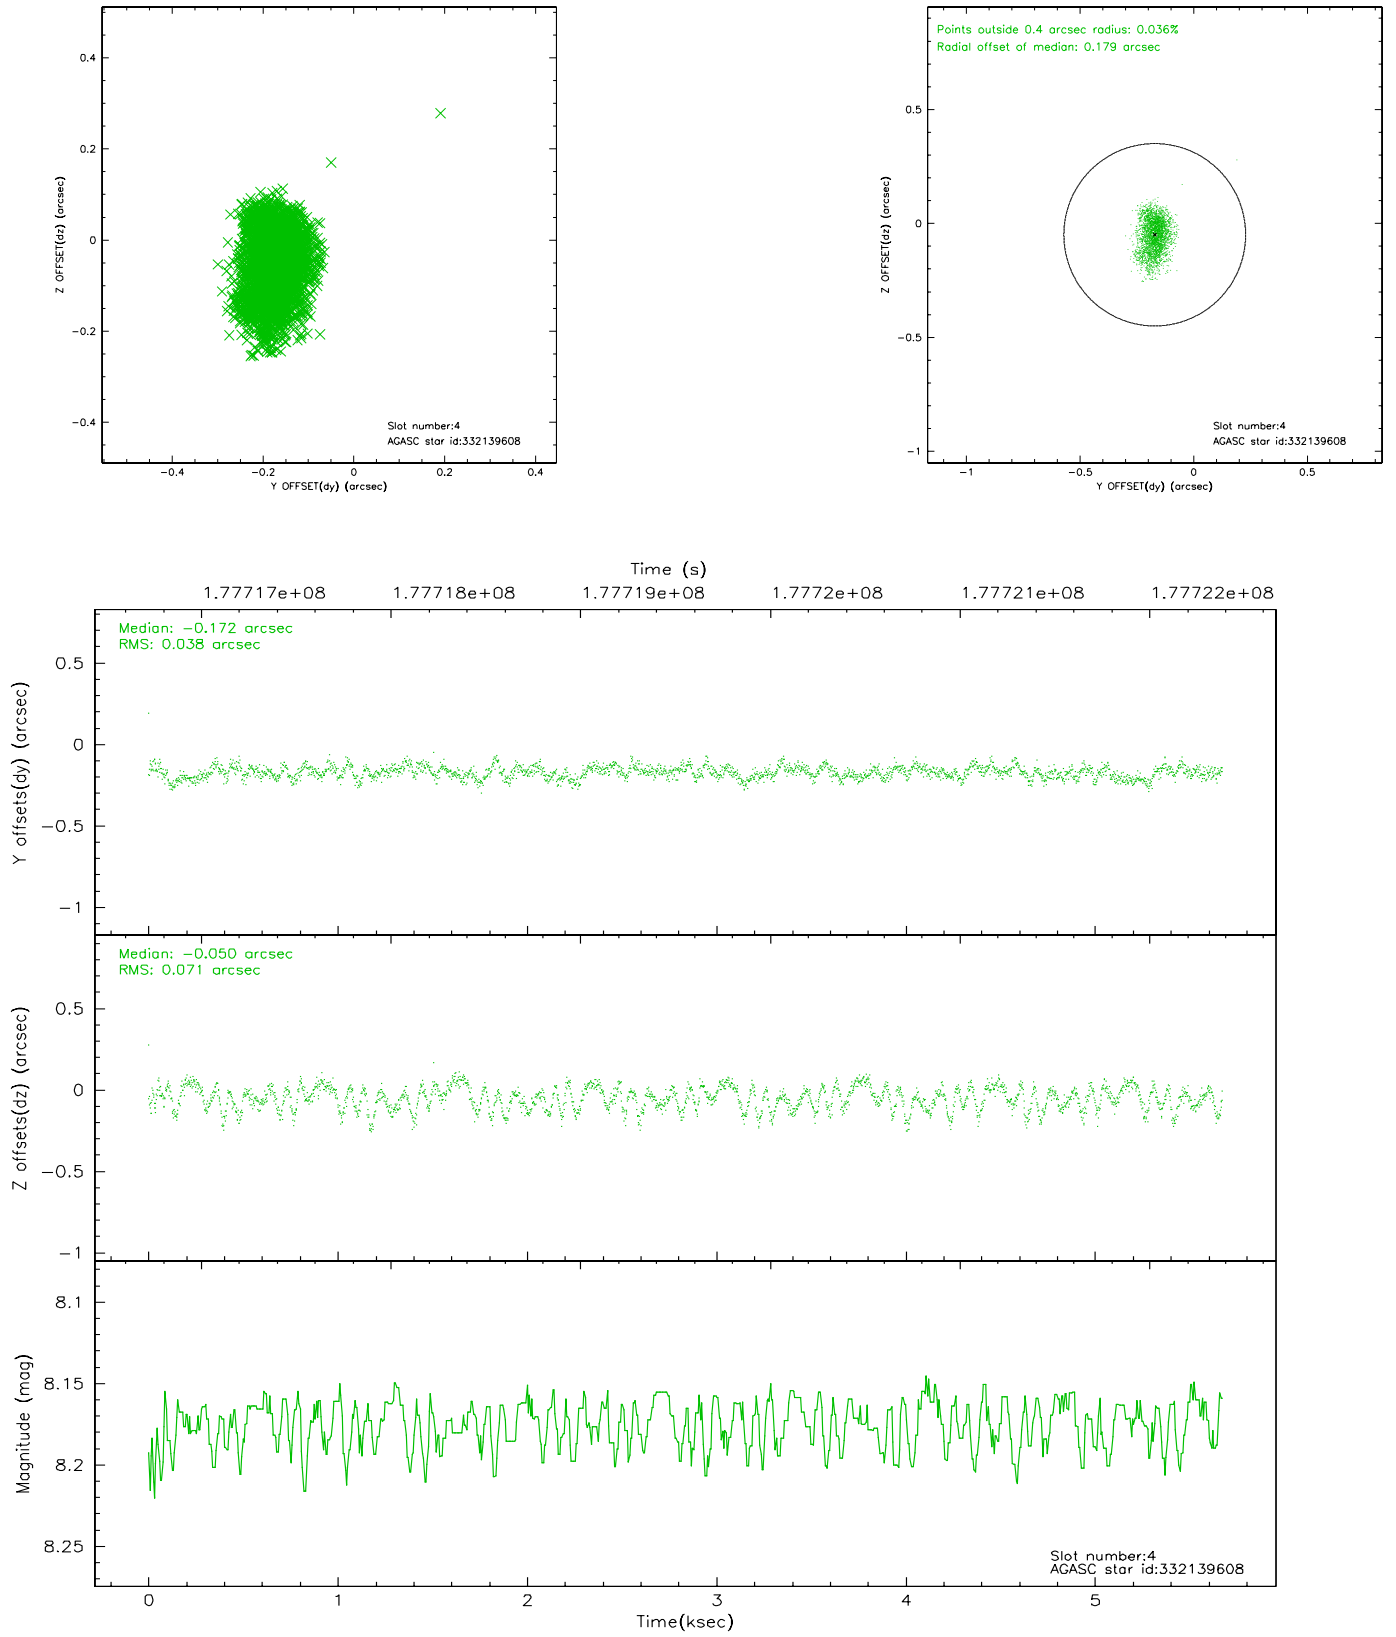 0.4
0.2
0
−0.2
−0.4
Z OFFSET(dz) (arcsec)
Slot number:4
AGASC star id:332139608
−0.4 −0.2 0 0.2 0.4
Y OFFSET(dy) (arcsec)
Points outside 0.4 arcsec radius: 0.036%
Radial offset of median: 0.179 arcsec
0.5
0
−0.5
−1
Z OFFSET(dz) (arcsec)
Slot number:4
AGASC star id:332139608
−1 −0.5 0 0.5
Y OFFSET(dy) (arcsec)
Time (s)
1.77717e+08 1.77718e+08 1.77719e+08 1.7772e+08 1.77721e+08 1.77722e+08
Median: −0.172 arcsec
RMS: 0.038 arcsec
0.5
0
−0.5
−1
Y offsets(dy) (arcsec)
Median: −0.050 arcsec
RMS: 0.071 arcsec
0.5
0
−0.5
−1
Z offsets(dz) (arcsec)
8.1
8.15
8.2
8.25
Magnitude (mag)
Slot number:4
AGASC star id:332139608
0 1 2 3 4 5
Time(ksec)